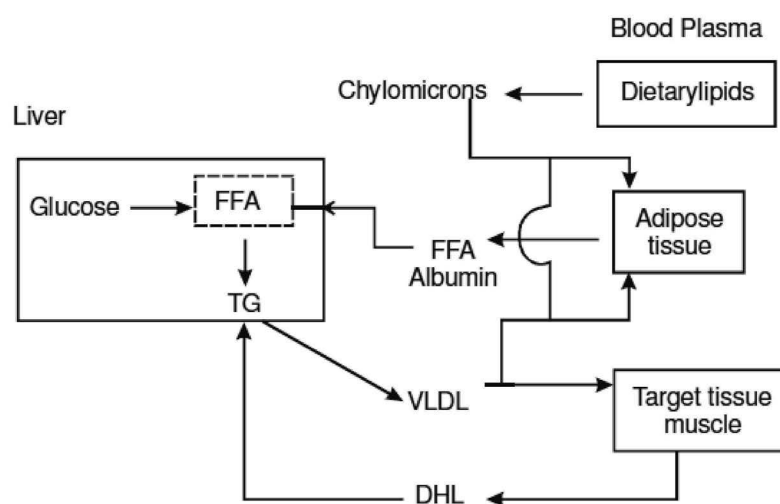 Blood Plasma
Chylomicrons
Dietarylipids
Liver
Glucose
FFA
Adipose
tissue
FFA
Albumin
TG
VLDL
Target tissue
muscle
DHL